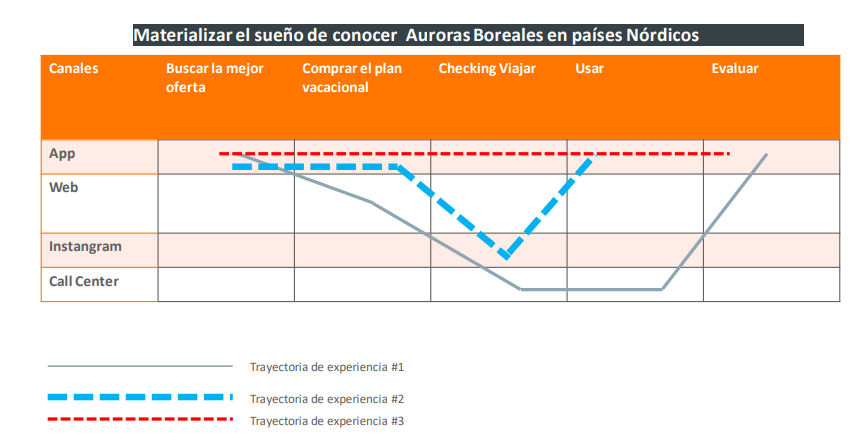 Materializar el sueño de conocer Auroras Boreales en países Nórdicos
Canales
Buscar la mejor
oferta
Comprar el plan
vacacional
Checking Viajar
Usar
Evaluar
App
Web
Instangram
Call Center
Trayectoria de experiencia #1
Trayectoria de experiencia #2
Trayectoria de experiencia #3